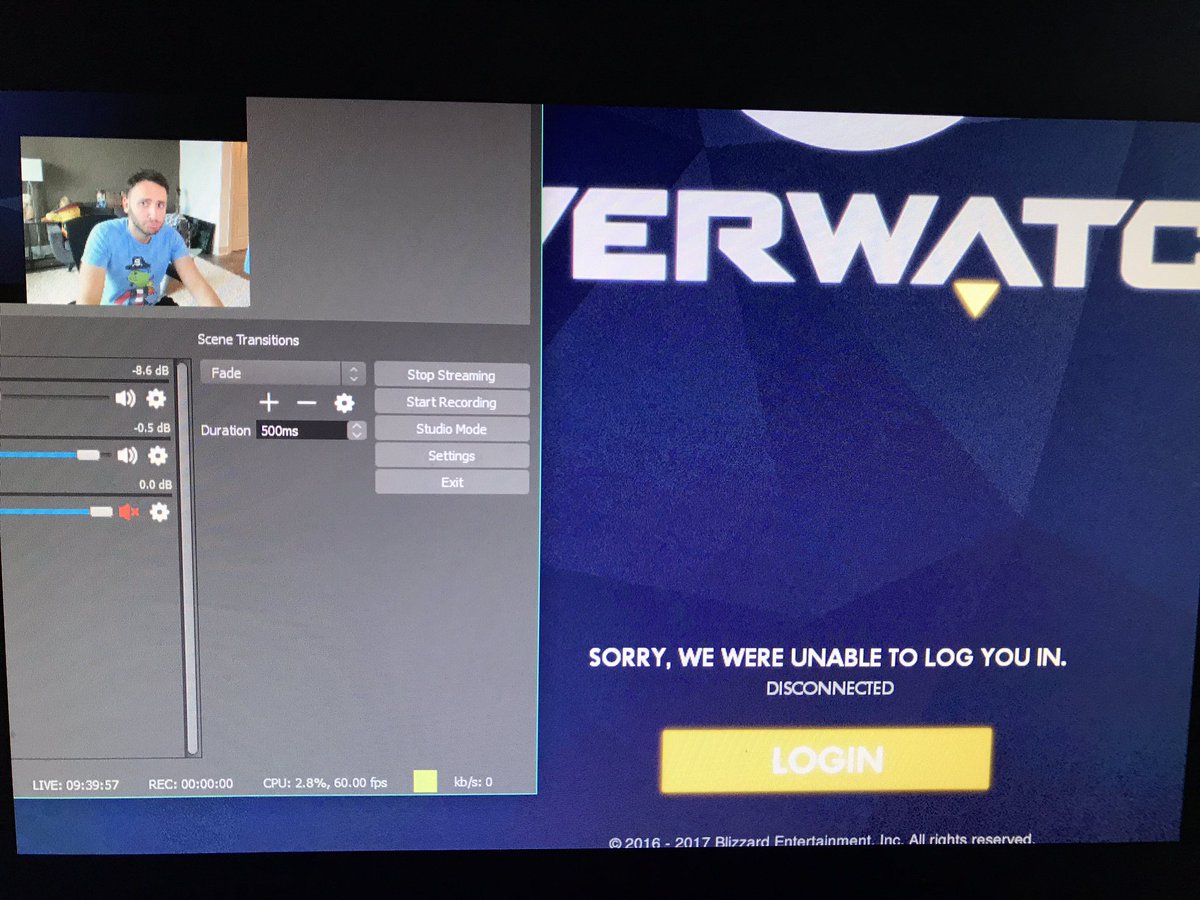 Scene Transitions
-8.6 dB
Fade
Stop Streaming
Start Recording
-0.5 dB
Duration 500ms
Studio Mode
Settings
0.0 dB
Exit
LIVE: 09:39:57 REC: 00:00:00 CPU: 2.8%, 60.00 fps kb/s: 0
VERWATC
SORRY, WE WERE UNABLE TO LOG YOU IN.
DISCONNECTED
LOGIN
© 2016 - 2017 Blizzard Entertainment, Inc. All rights reserved.